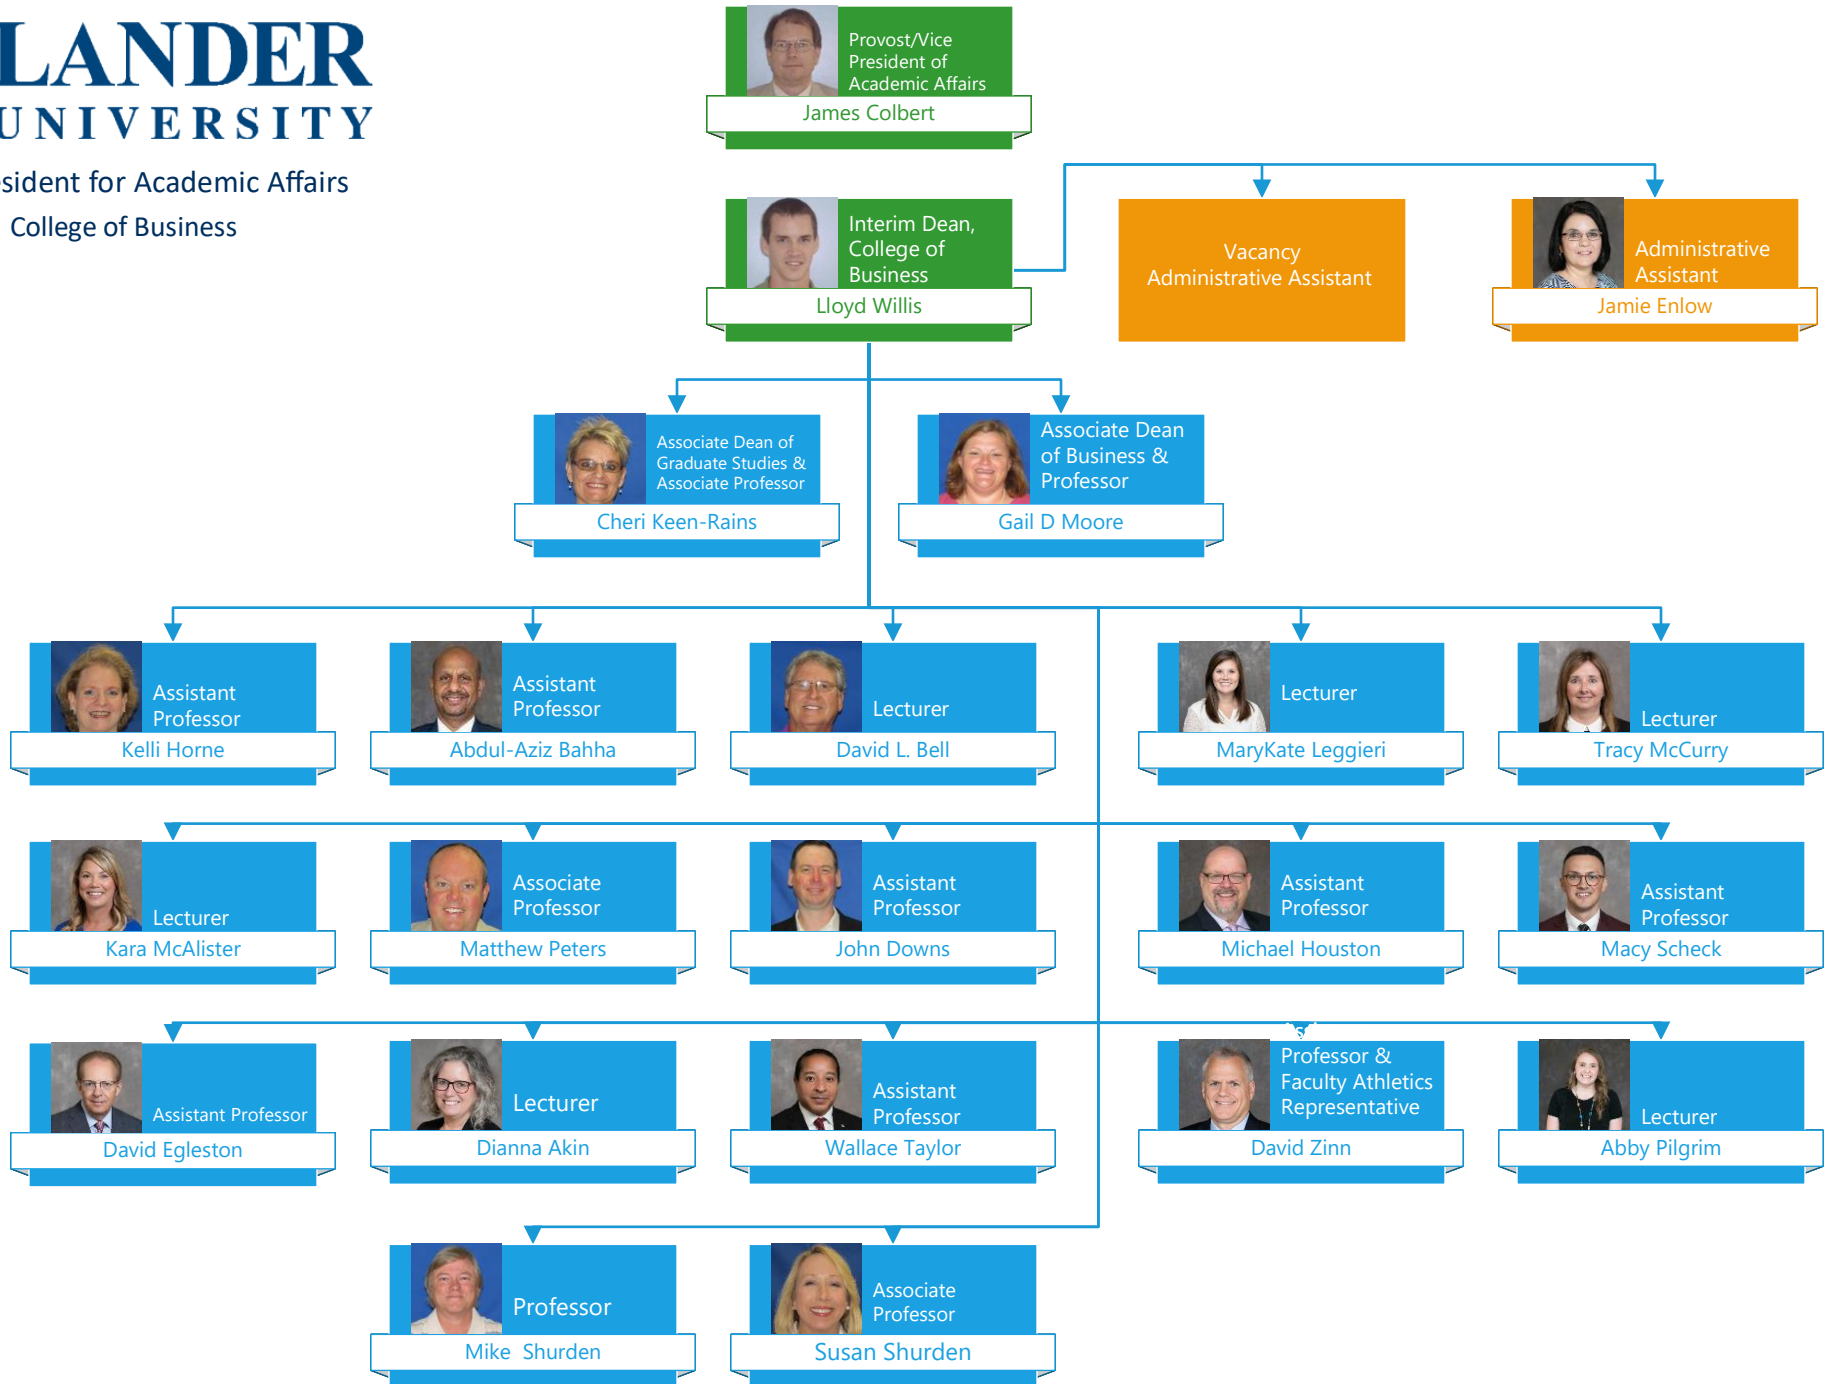 LANDER
UNIVERSITY
for Academic Affairs
College of Business
Provost/Vice
President of
Academic Affairs
James Colbert
Interim Dean,
College of
Business
Lloyd Willis
Vacancy
Administrative Assistant
Administrative
Assistant
Jamie Enlow
Associate Dean of
Graduate Studies &
Associate Professor
Cheri Keen-Rains
Associate Dean
of Business &
Professor
Gail D Moore
Assistant
Professor
Kelli Horne
Assistant
Professor
Abdul-Aziz Bahha
Lecturer
David L. Bell
Lecturer
MaryKate Leggieri
Lecturer
Tracy McCurry
Lecturer
Kara McAlister
Associate
Professor
Matthew Peters
Assistant
Professor
John Downs
Assistant
Professor
Michael Houston
Assistant
Professor
Macy Scheck
Assistant Professor
David Egleston
Lecturer
Dianna Akin
Assistant
Professor
Wallace Taylor
Professor &
Faculty Athletics
Representative
David Zinn
Lecturer
Abby Pilgrim
Professor
Mike  Shurden
Associate
Professor
Susan Shurden